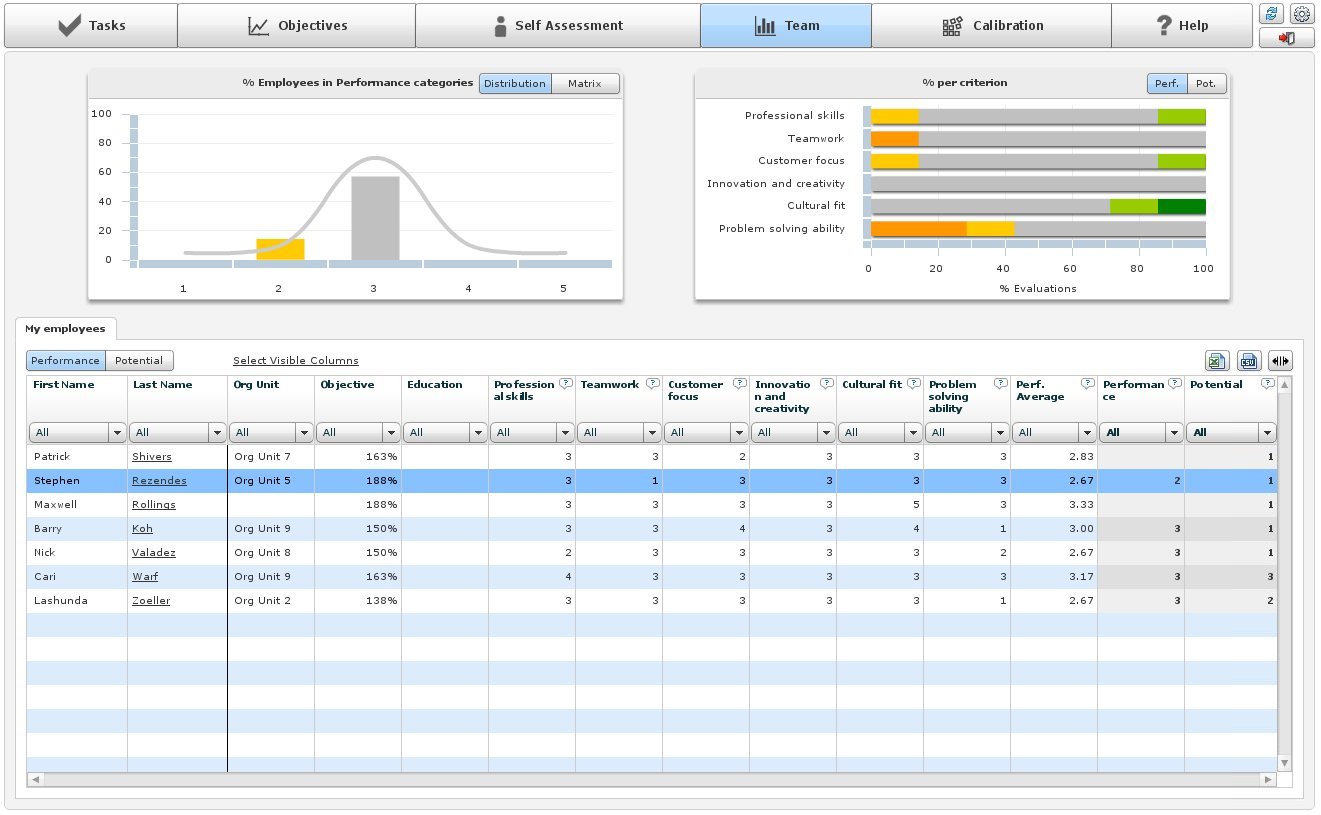 Tasks Objectives Self Assessment Team Calibration Help
% Employees in Performance categories Distribution Matrix
100
80
60
40
20
0
1 2 3 4 5
% per criterion Perf. Pot.
Professional skills
Teamwork
Customer focus
Innovation and creativity
Cultural fit
Problem solving ability
0 20 40 60 80 100
% Evaluations
My employees
Performance Potential Select Visible Columns CSV
First Name Last Name Org Unit Objective Education Profession ? Teamwork ? Customer ? Innovatio ? Cultural fit ? Problem ? Perf. ? Performan ? Potential ?
al skills focus n and solving Average ce
creativity ability
All All All All All All All All All All All All All All
Patrick Shivers Org Unit 7 163% 3 3 2 3 3 3 2.83 1
Stephen Rezendes Org Unit 5 188% 3 1 3 3 3 3 2.67 2 1
Maxwell Rollings 188% 3 3 3 3 5 3 3.33 1
Barry Koh Org Unit 9 150% 3 3 4 3 4 1 3.00 3 1
Nick Valadez Org Unit 8 150% 2 3 3 3 3 2 2.67 3 1
Cari Warf Org Unit 9 163% 4 3 3 3 3 3 3.17 3 3
Lashunda Zoeller Org Unit 2 138% 3 3 3 3 3 1 2.67 3 2